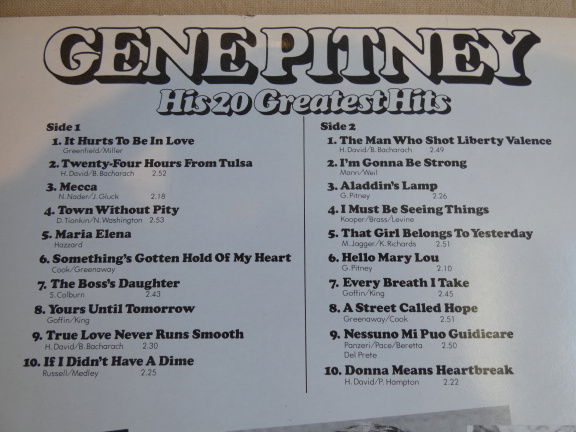 GENE PITNEY
His 20 Greatest Hits
Side 1
1. It Hurts To Be In Love
Greenfield/Miller
2. Twenty-Four Hours From Tulsa
H. David/B. Bacharach 2.52
3. Mecca
N. Nader/J. Gluck 2.18
4. Town Without Pity
D. Tionkin/N. Washington 2.53
5. Maria Elena
Hazzard
6. Something's Gotten Hold Of My Heart
Cook/Greenaway
7. The Boss's Daughter
S. Colburn 2.43
8. Yours Until Tomorrow
Goffin/King
9. True Love Never Runs Smooth
H. David/B. Bacharach 2.30
10. If I Didn't Have A Dime
Russell/Medley 2.25
Side 2
1. The Man Who Shot Liberty Valence
H. David/B. Bacharach 2.49
2. I'm Gonna Be Strong
Mann/Weil
3. Aladdin's Lamp
G. Pitney 2.26
4. I Must Be Seeing Things
Kooper/Brass/Levine
5. That Girl Belongs To Yesterday
M. Jagger/K. Richards 2.51
6. Hello Mary Lou
G. Pitney 2.10
7. Every Breath I Take
Goffin/King 2.45
8. A Street Called Hope
Greenaway/Cook 2.51
9. Nessuno Mi Puo Guidicare
Panzeri/Pace/Beretta 2.50
Del Prete
10. Donna Means Heartbreak
H. David/P. Hampton 2.22